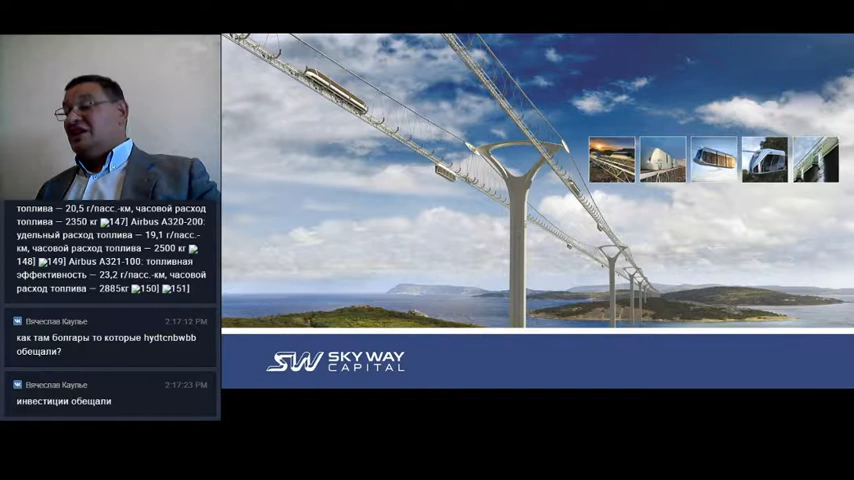 топлива — 20,5 г/пасс.-км, часовой расход
топлива — 2350 кг 147] Airbus A320-200:
удельный расход топлива — 19,1 г/пасс.-
км, часовой расход топлива — 2500 кг
148] 149] Airbus A321-100: топливная
эффективность — 23,2 г/пасс.-км, часовой
расход топлива — 2885кг 150] 151]
Вячеслав Каупье 2:17:12 PM
как там болгары то которые hydtcnbwbb
обещали?
Вячеслав Каупье 2:17:23 PM
инвестиции обещали
SW SKY WAY
CAPITAL